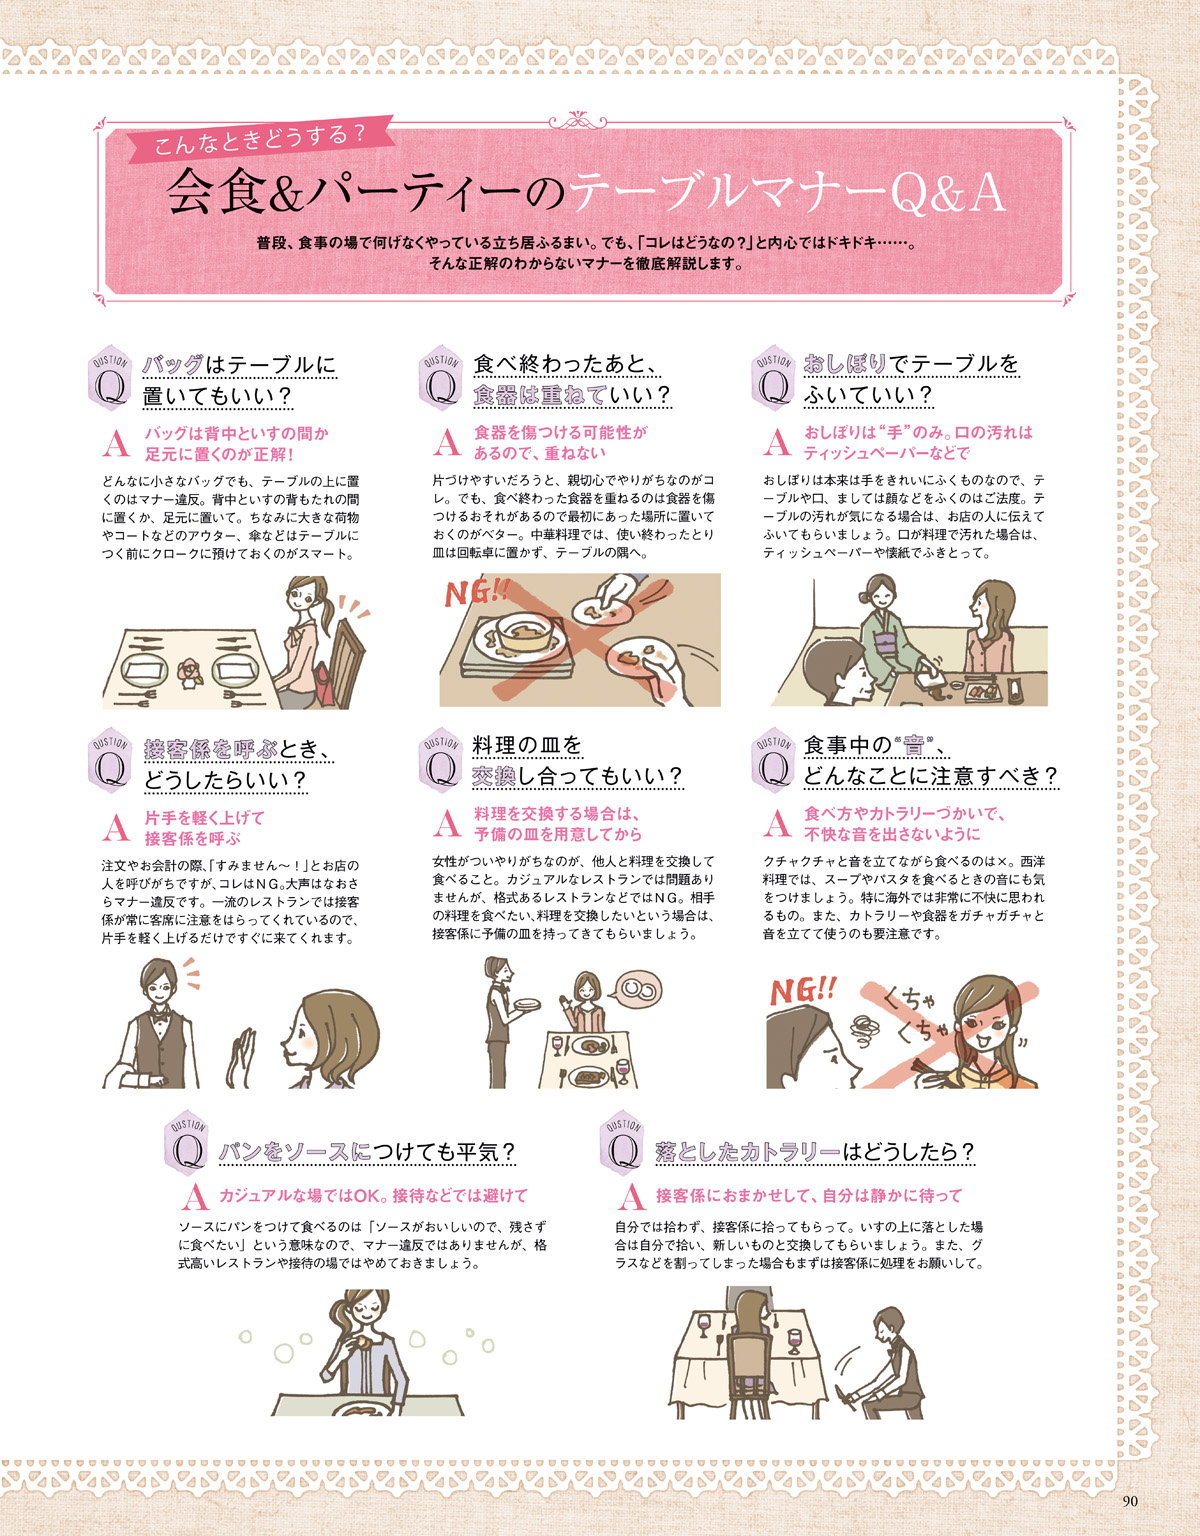 こんなときどうする？
会食&パーティーのテーブルマナーQ&A
普段、食事の場で何げなくやっている立ち居ふるまい。でも、「コレはどうなの？」と内心ではドキドキ……。
そんな正解のわからないマナーを徹底解説します。
QUSTION
Q
バッグはテーブルに
置いてもいい？
A
バッグは背中といすの間か
足元に置くのが正解！
どんなに小さなバッグでも、テーブルの上に置
くのはマナー違反。背中といすの背もたれの間
に置くか、足元に置いて。ちなみに大きな荷物
やコートなどのアウター、傘などはテーブルに
つく前にクロークに預けておくのがスマート。
QUSTION
Q
食べ終わったあと、
食器は重ねていい？
A
食器を傷つける可能性が
あるので、重ねない
片づけやすいだろうと、親切心でやりがちなのがコ
レ。でも、食べ終わった食器を重ねるのは食器を傷
つけるおそれがあるので最初にあった場所に置いて
おくのがベター。中華料理では、使い終わったとり
皿は回転卓に置かず、テーブルの隅へ。
NG!!
QUSTION
Q
おしぼりでテーブルを
ふいていい？
A
おしぼりは“手”のみ。口の汚れは
ティッシュペーパーなどで
おしぼりは本来は手をきれいにふくものなので、テ
ーブルや口、ましては顔などをふくのはご法度。テ
ーブルの汚れが気になる場合は、お店の人に伝えて
ふいてもらいましょう。口が料理で汚れた場合は、
ティッシュペーパーや懐紙でふきとって。
QUSTION
Q
接客係を呼ぶとき、
どうしたらいい？
A
片手を軽く上げて
接客係を呼ぶ
注文やお会計の際、「すみません〜！」とお店の
人を呼びがちですが、コレはＮＧ。大声はなおさ
らマナー違反です。一流のレストランでは接客
係が常に客席に注意をはらってくれているので、
片手を軽く上げるだけですぐに来てくれます。
QUSTION
Q
料理の皿を
交換し合ってもいい？
A
料理を交換する場合は、
予備の皿を用意してから
女性がついやりがちなのが、他人と料理を交換して
食べること。カジュアルなレストランでは問題あり
ませんが、格式あるレストランなどではＮＧ。相手
の料理を食べたい、料理を交換したいという場合は、
接客係に予備の皿を持ってきてもらいましょう。
QUSTION
Q
食事中の“音”、
どんなことに注意すべき？
A
食べ方やカトラリーづかいで、
不快な音を出さないように
クチャクチャと音を立てながら食べるのは×。西洋
料理では、スープやパスタを食べるときの音にも気
をつけましょう。特に海外では非常に不快に思われ
るもの。また、カトラリーや食器をガチャガチャと
音を立てて使うのも要注意です。
NG!!
くちゃ
くちゃ
QUSTION
Q
パンをソースにつけても平気？
A
カジュアルな場ではOK。接待などでは避けて
ソースにパンをつけて食べるのは「ソースがおいしいので、残さず
に食べたい」という意味なので、マナー違反ではありませんが、格
式高いレストランや接待の場ではやめておきましょう。
QUSTION
Q
落としたカトラリーはどうしたら？
A
接客係におまかせして、自分は静かに待って
自分では拾わず、接客係に拾ってもらって。いすの上に落とした場
合は自分で拾い、新しいものと交換してもらいましょう。また、グ
ラスなどを割ってしまった場合もまずは接客係に処理をお願いして。
90